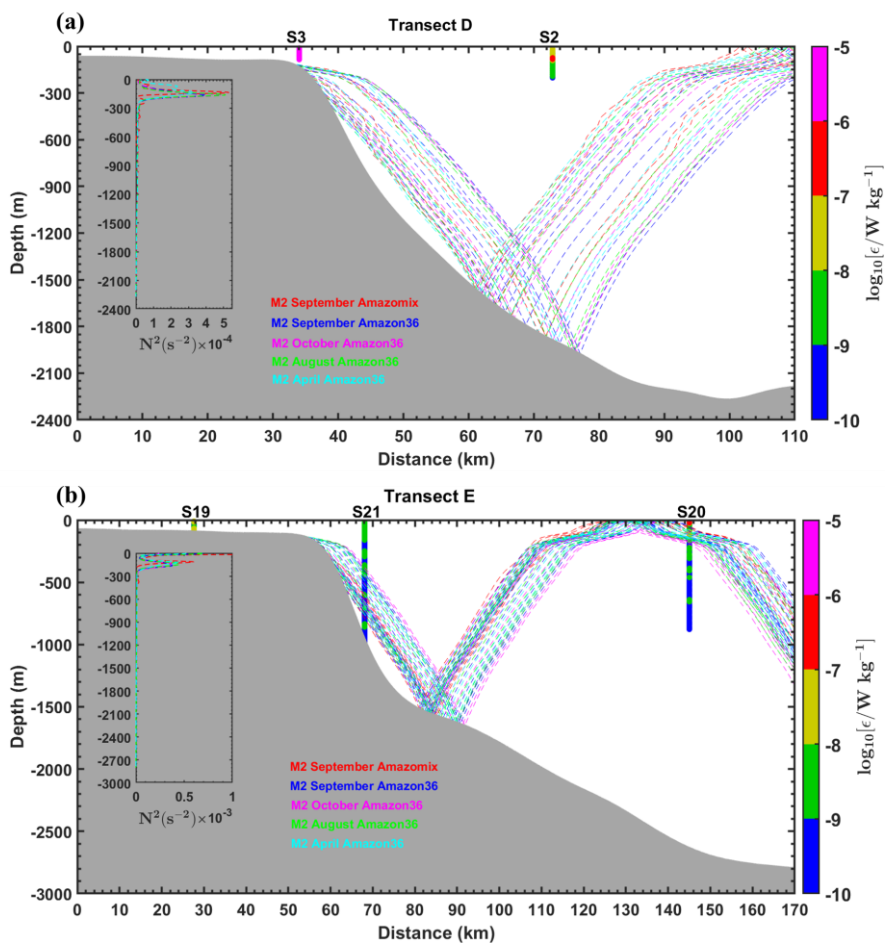 (a)
Transect D
S3
S2
0
-300
-600
-900
-1200
-1500
-1800
-2100
-2400
Depth (m)
0
-300
-600
-900
-1200
-1500
-1800
-2100
-2400
0 1 2 3 4 5
N²(s⁻²)×10⁻⁴
M2 September Amazomix
M2 September Amazon36
M2 October Amazon36
M2 August Amazon36
M2 April Amazon36
0 10 20 30 40 50 60 70 80 90 100 110
Distance (km)
-5
-6
-7
-8
-9
-10
log₁₀[ϵ/W kg⁻¹]
(b)
Transect E
S19
S21
S20
0
-500
-1000
-1500
-2000
-2500
-3000
Depth (m)
0
-300
-600
-900
-1200
-1500
-1800
-2100
-2400
-2700
-3000
0 0.5 1
N²(s⁻²)×10⁻³
M2 September Amazomix
M2 September Amazon36
M2 October Amazon36
M2 August Amazon36
M2 April Amazon36
0 10 20 30 40 50 60 70 80 90 100 110 120 130 140 150 160 170
Distance (km)
-5
-6
-7
-8
-9
-10
log₁₀[ϵ/W kg⁻¹]